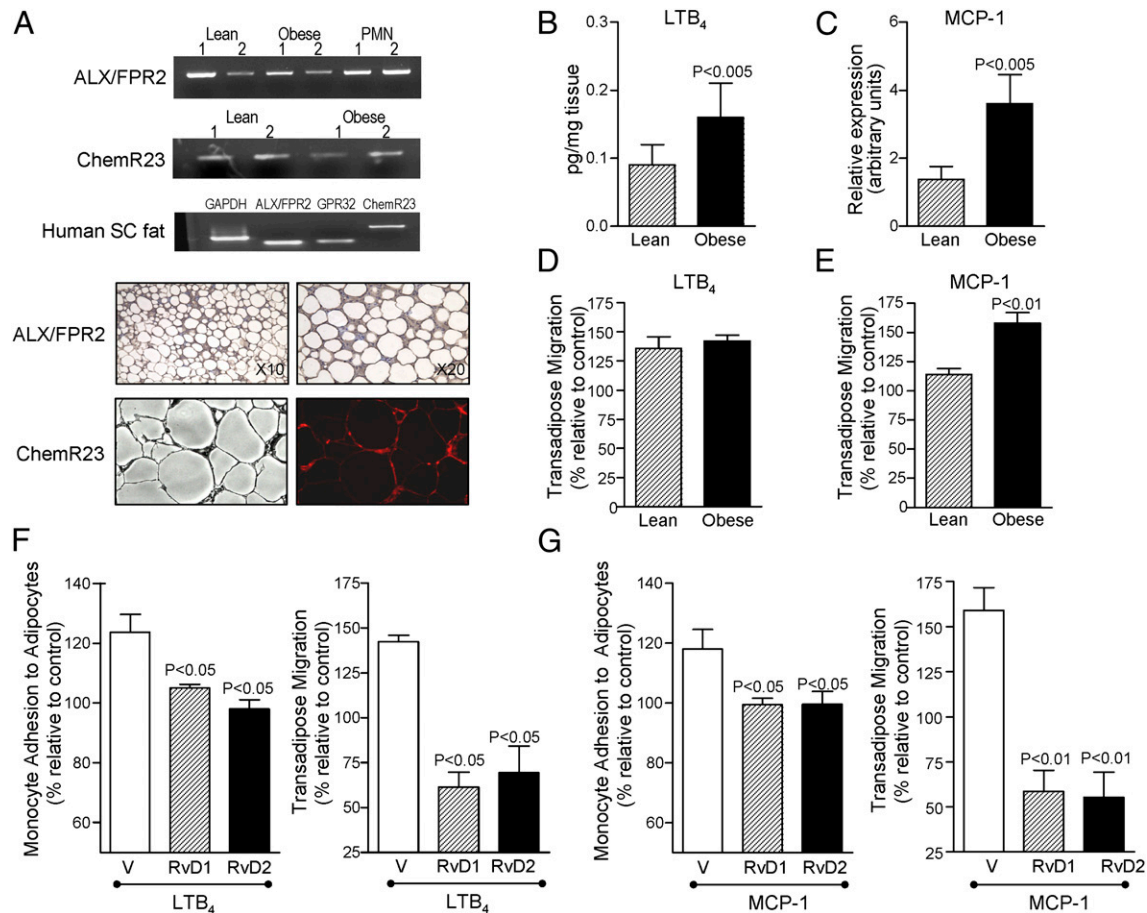 A
Lean Obese PMN
1 2 1 2 1 2
ALX/FPR2
Lean Obese
1 2 1 2
ChemR23
GAPDH ALX/FPR2 GPR32 ChemR23
Human SC fat
ALX/FPR2
X10
X20
ChemR23
B
LTB4
P<0.005
pg/mg tissue
0.3
0.2
0.1
0.0
Lean Obese
C
MCP-1
P<0.005
Relative expression
(arbitrary units)
6
4
2
0
Lean Obese
D
LTB4
Transadipose Migration
(% relative to control)
175
150
125
100
75
50
25
0
Lean Obese
E
MCP-1
P<0.01
Transadipose Migration
(% relative to control)
175
150
125
100
75
50
25
0
Lean Obese
F
Monocyte Adhesion to Adipocytes
(% relative to control)
140
120
100
80
60
P<0.05
P<0.05
V RvD1 RvD2
LTB4
Transadipose Migration
(% relative to control)
175
150
125
100
75
50
25
P<0.05
P<0.05
V RvD1 RvD2
LTB4
G
Monocyte Adhesion to Adipocytes
(% relative to control)
140
120
100
80
60
P<0.05
P<0.05
V RvD1 RvD2
MCP-1
Transadipose Migration
(% relative to control)
175
150
125
100
75
50
25
P<0.01
P<0.01
V RvD1 RvD2
MCP-1